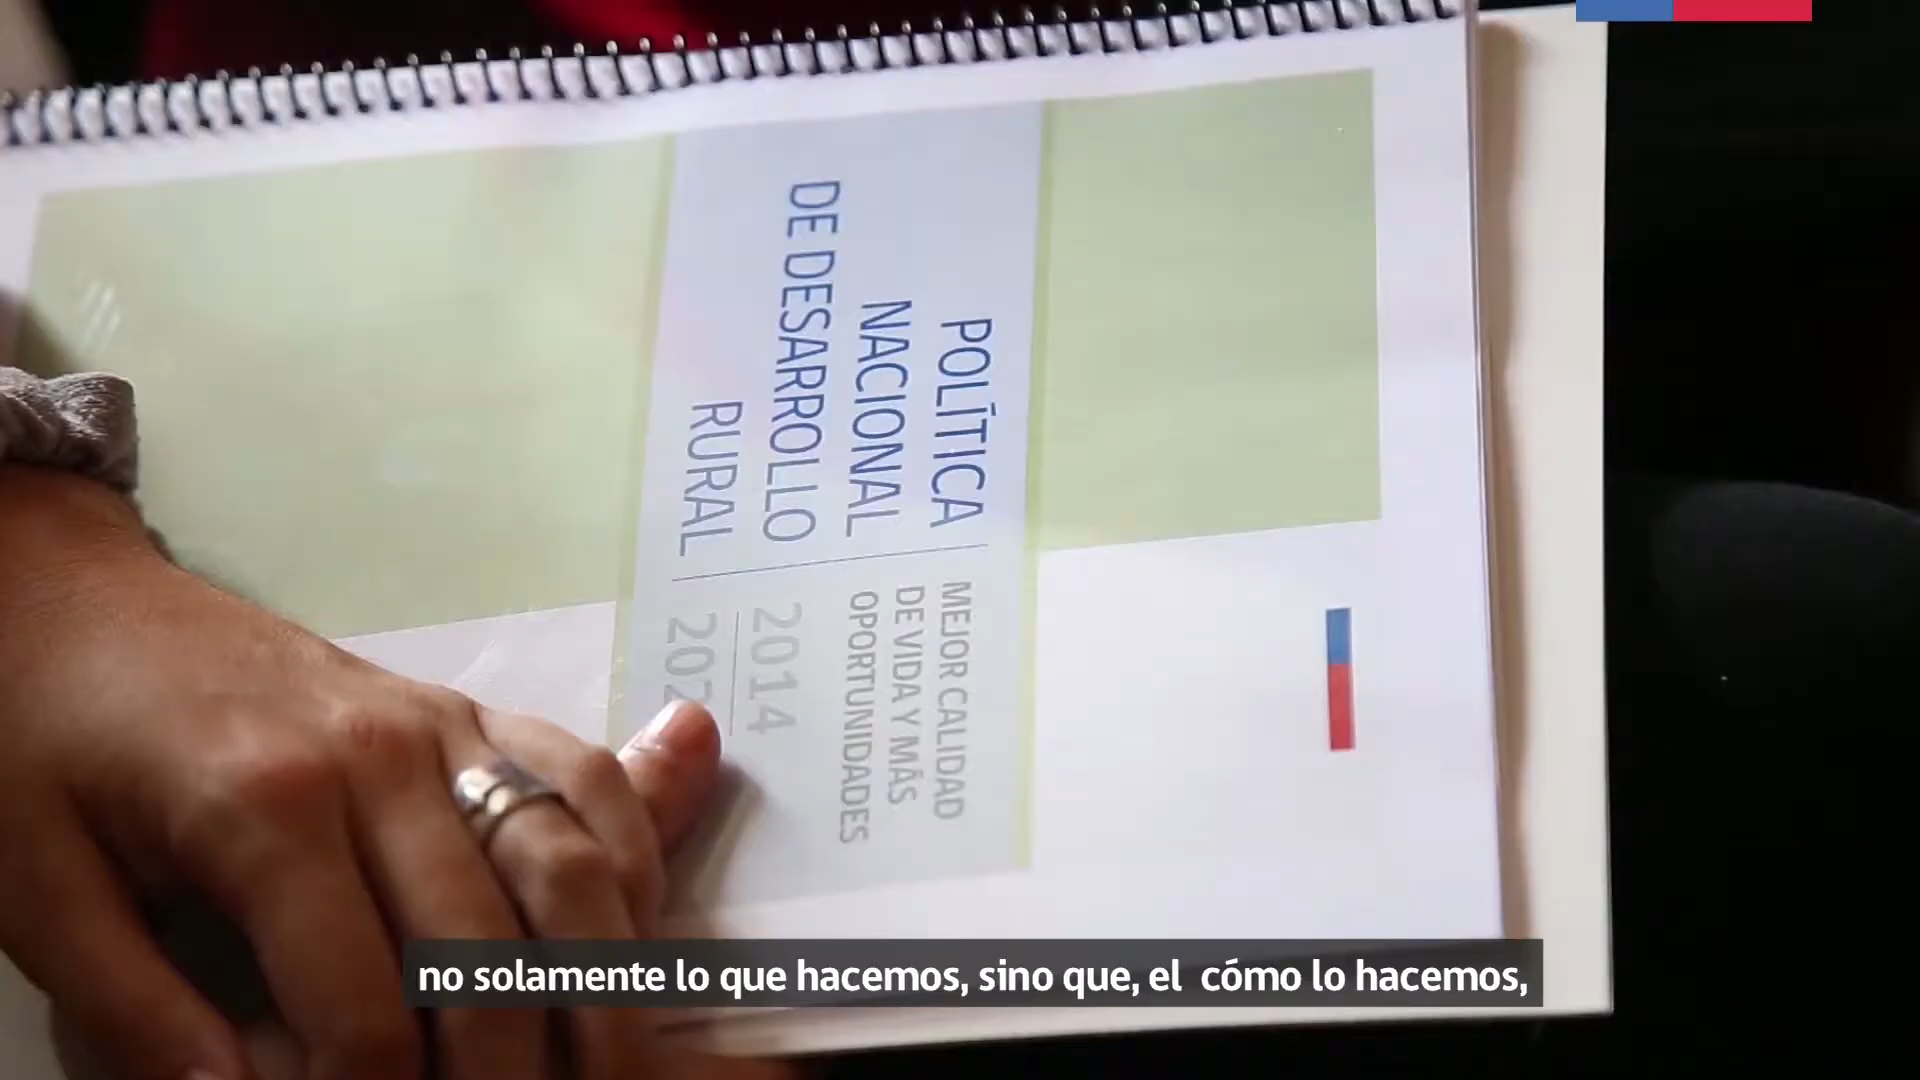 POLÍTICA
NACIONAL
DE DESARROLLO
RURAL
MEJOR CALIDAD
DE VIDA Y MÁS
OPORTUNIDADES
2014
no solamente lo que hacemos, sino que, el cómo lo hacemos,